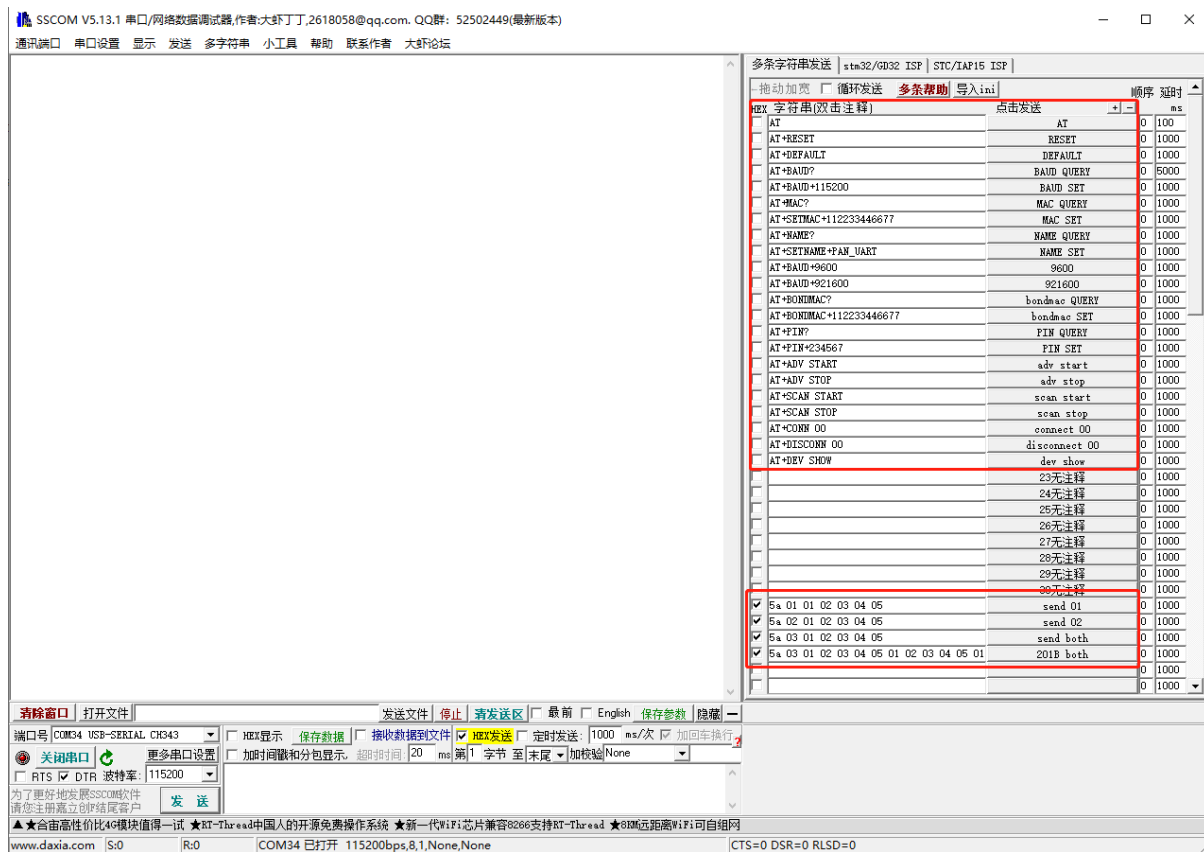 SSCOM V5.13.1 串口/网络数据调试器,作者:大虾丁丁,2618058@qq.com. QQ群: 52502449(最新版本)
通讯端口 串口设置 显示 发送 多字符串 小工具 帮助 联系作者 大虾论坛
多条字符串发送 stm32/GD32 ISP STC/IAP15 ISP
拖动加宽 循环发送 多条帮助 导入ini 顺序 延时
HEX 字符串(双击注释) 点击发送 + - ms
AT AT 0 100
AT+RESET RESET 0 1000
AT+DEFAULT DEFAULT 0 1000
AT+BAUD? BAUD QUERY 0 5000
AT+BAUD+115200 BAUD SET 0 1000
AT+MAC? MAC QUERY 0 1000
AT+SETMAC+112233446677 MAC SET 0 1000
AT+NAME? NAME QUERY 0 1000
AT+SETNAME+PAN_UART NAME SET 0 1000
AT+BAUD+9600 9600 0 1000
AT+BAUD+921600 921600 0 1000
AT+BONDMAC? bondmac QUERY 0 1000
AT+BONDMAC+112233446677 bondmac SET 0 1000
AT+PIN? PIN QUERY 0 1000
AT+PIN+234567 PIN SET 0 1000
AT+ADV START adv start 0 1000
AT+ADV STOP adv stop 0 1000
AT+SCAN START scan start 0 1000
AT+SCAN STOP scan stop 0 1000
AT+CONN 00 connect 00 0 1000
AT+DISCONN 00 disconnect 00 0 1000
AT+DEV SHOW dev show 0 1000
23无注释 0 1000
24无注释 0 1000
25无注释 0 1000
26无注释 0 1000
27无注释 0 1000
28无注释 0 1000
29无注释 0 1000
30无注释 0 1000
5a 01 01 02 03 04 05 send 01 0 1000
5a 02 01 02 03 04 05 send 02 0 1000
5a 03 01 02 03 04 05 send both 0 1000
5a 03 01 02 03 04 05 01 02 03 04 05 01 201B both 0 1000
0 1000
0 1000
清除窗口 打开文件 发送文件 停止 清发送区 最前 English 保存参数 隐藏
端口号 COM34 USB-SERIAL CH343 HEX显示 保存数据 接收数据到文件 HEX发送 定时发送: 1000 ms/次 加回车换行
关闭串口 更多串口设置 加时间戳和分包显示, 超时时间: 20 ms 第 1 字节 至 末尾 加校验 None
RTS DTR 波特率: 115200
为了更好地发展SSCOM软件
请您注册嘉立创F结尾客户 发 送
▲★合宙高性价比4G模块值得一试 ★RT-Thread中国人的开源免费操作系统 ★新一代WiFi芯片兼容8266支持RT-Thread ★8KM远距离WiFi可自组网
www.daxia.com S:0 R:0 COM34 已打开 115200bps,8,1,None,None CTS=0 DSR=0 RLSD=0